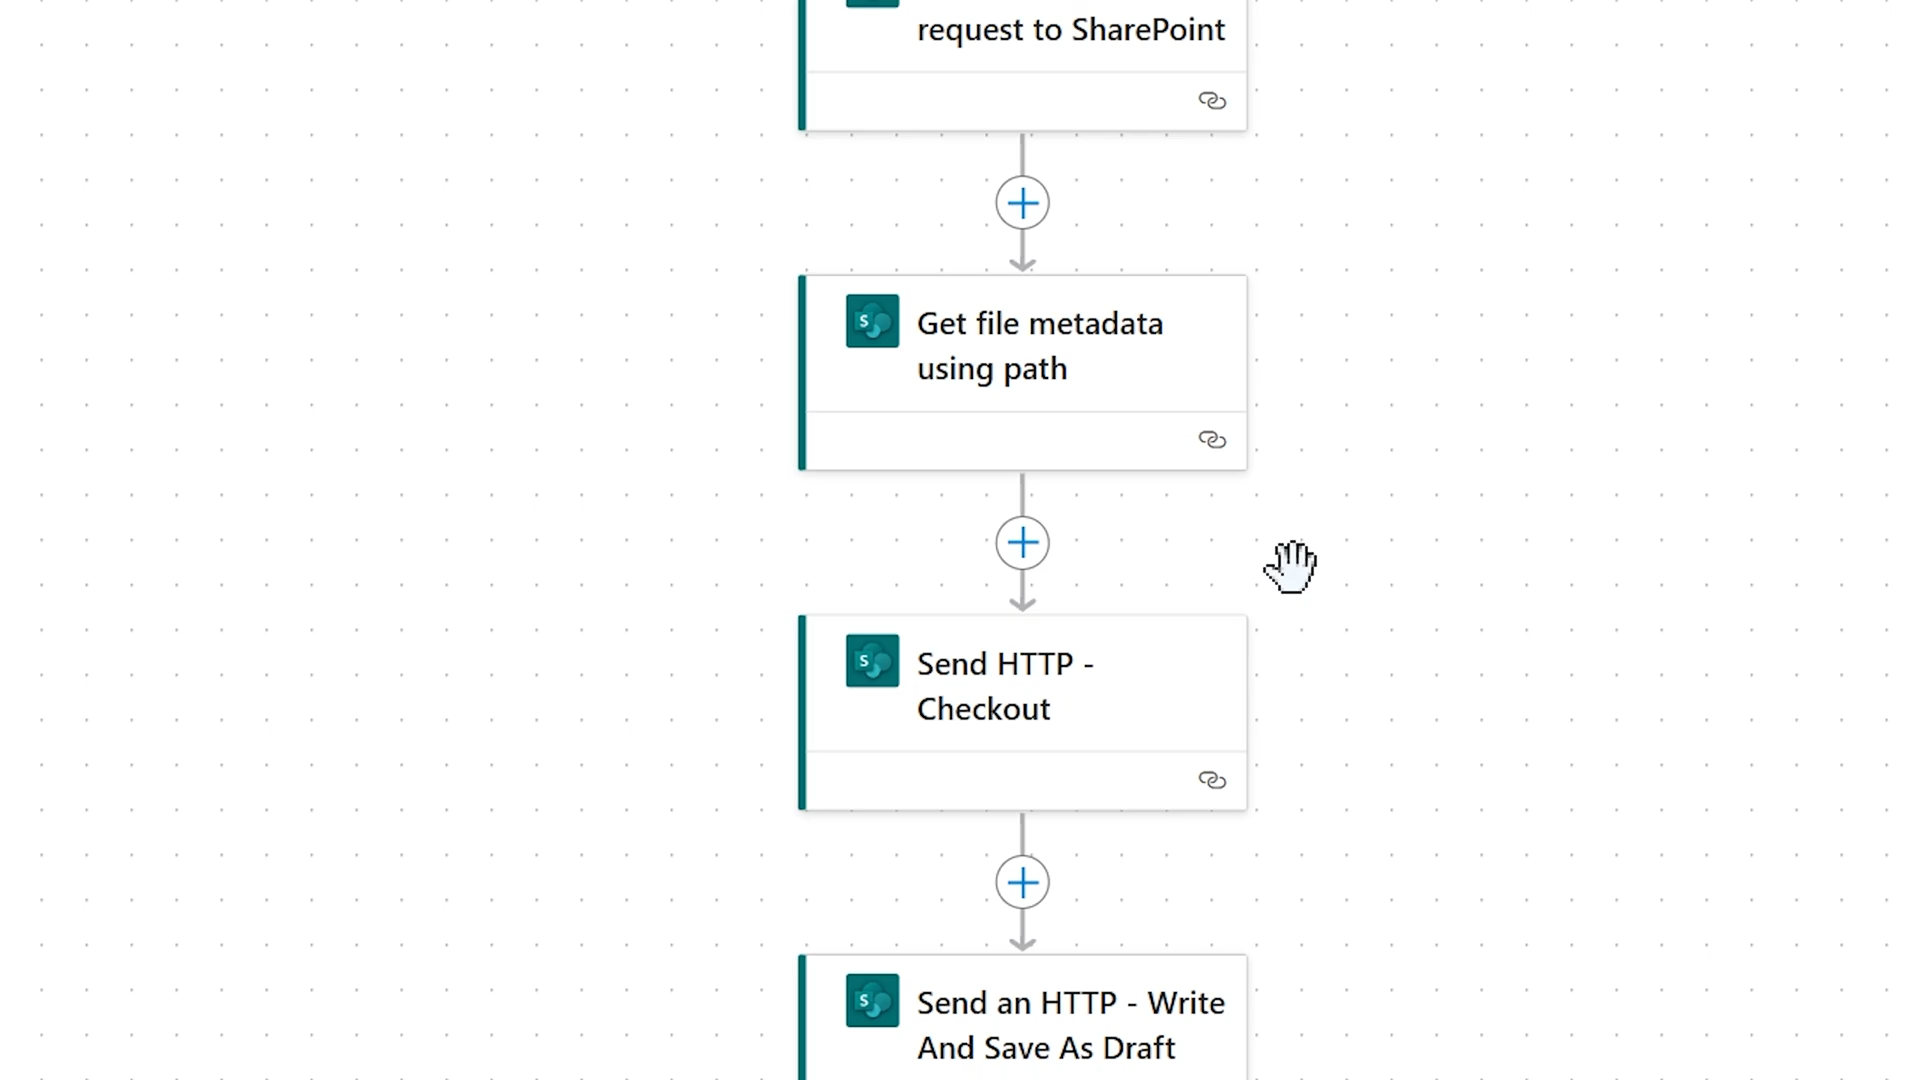 request to SharePoint
S
Get file metadata
using path
S
Send HTTP -
Checkout
S
Send an HTTP - Write
And Save As Draft